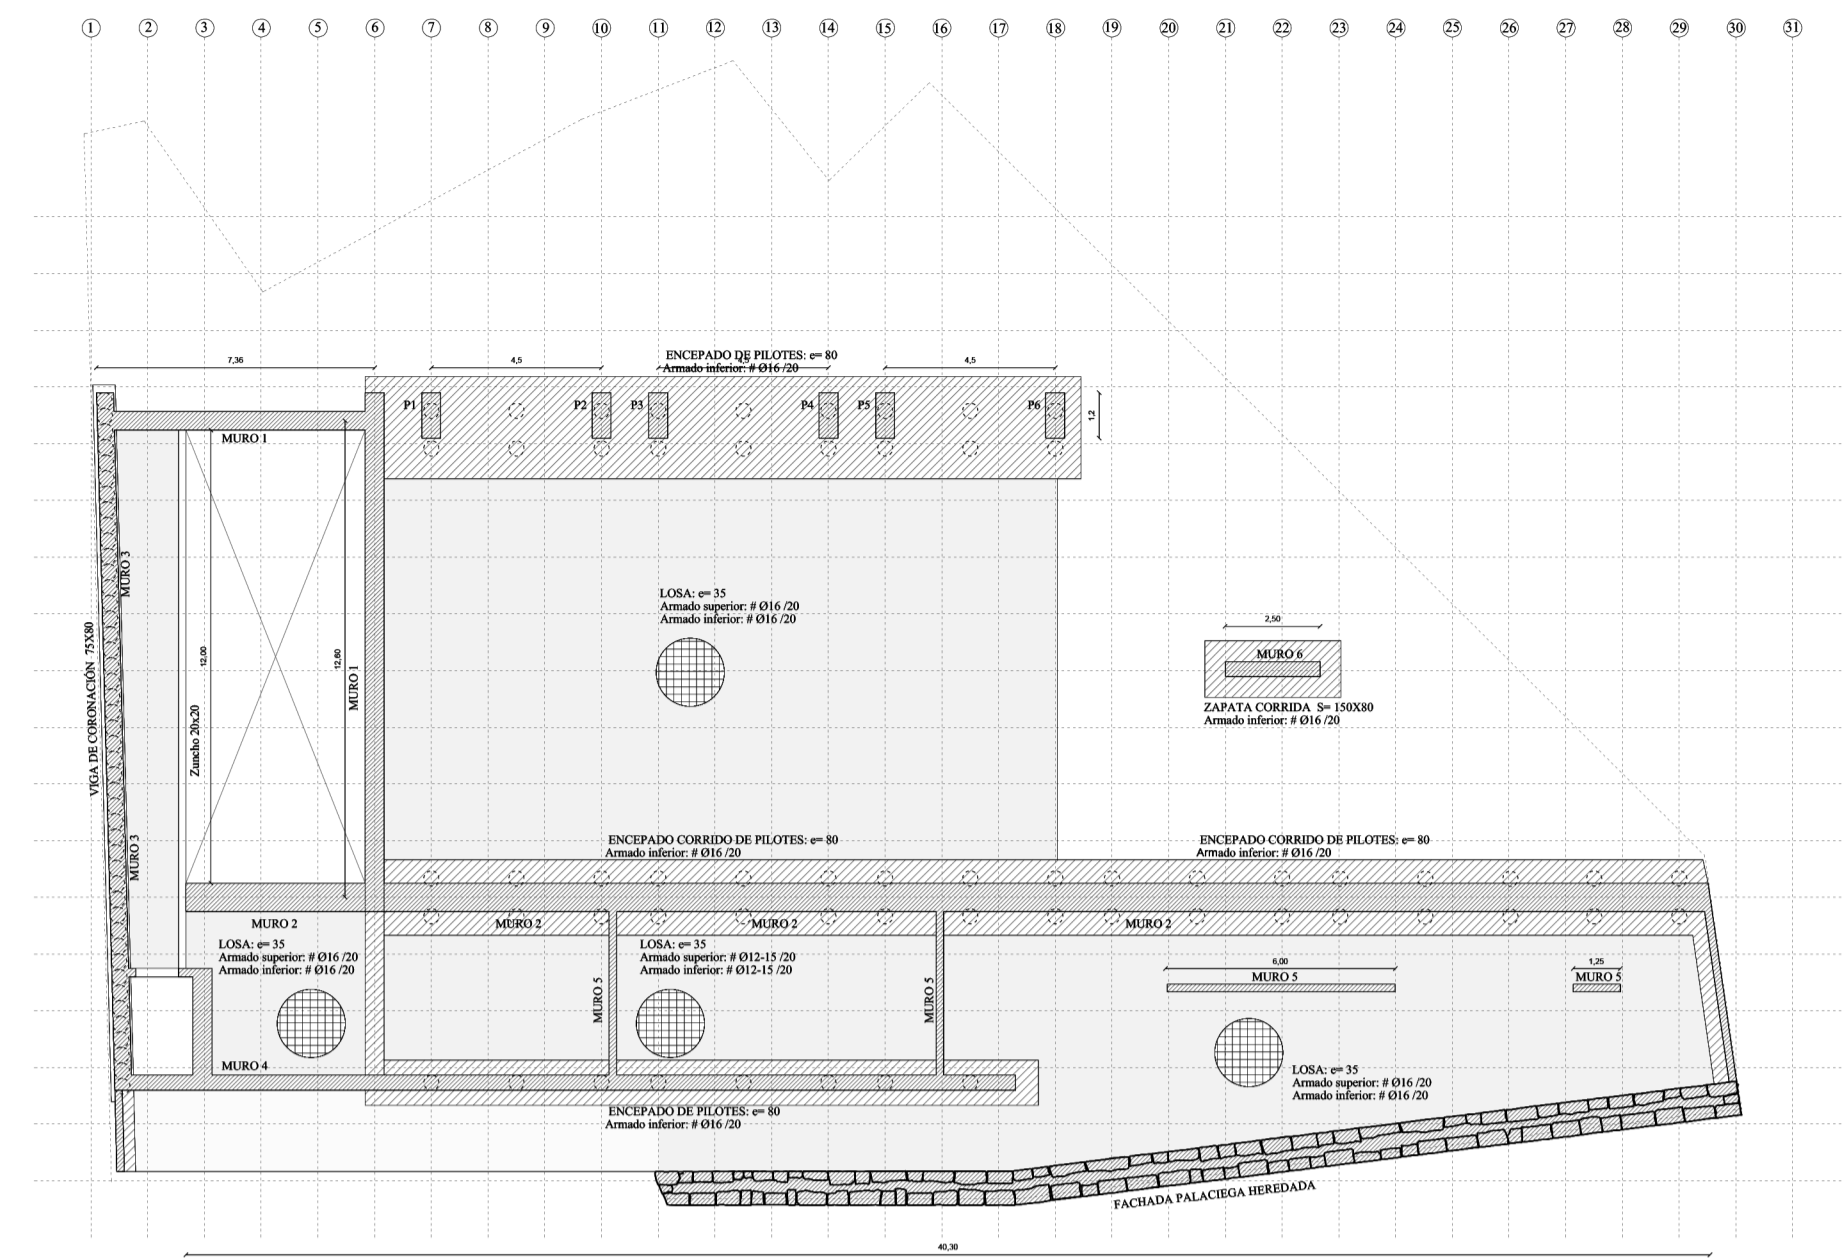 1 2 3 4 5 6 7 8 9 10 11 12 13 14 15 16 17 18 19 20 21 22 23 24 25 26 27 28 29 30 31
7,36
4,5
ENCEPADO DE PILOTES: e= 80
4,5
Armado inferior: # Ø16 /20
4,5
P1
P2
P3
P4
P5
P6
1,2
MURO 1
MURO 3
VIGA DE CORONACIÓN 75X80
MURO 3
12,00
Zuncho 20x20
12,60
MURO 1
LOSA: e= 35
Armado superior: # Ø16 /20
Armado inferior: # Ø16 /20
2,50
MURO 6
ZAPATA CORRIDA S= 150X80
Armado inferior: # Ø16 /20
ENCEPADO CORRIDO DE PILOTES: e= 80
Armado inferior: # Ø16 /20
ENCEPADO CORRIDO DE PILOTES: e= 80
Armado inferior: # Ø16 /20
MURO 2
MURO 2
MURO 2
MURO 2
LOSA: e= 35
Armado superior: # Ø16 /20
Armado inferior: # Ø16 /20
LOSA: e= 35
Armado superior: # Ø12-15 /20
Armado inferior: # Ø12-15 /20
MURO 5
MURO 5
6,00
MURO 5
1,25
MURO 5
MURO 4
LOSA: e= 35
Armado superior: # Ø16 /20
Armado inferior: # Ø16 /20
ENCEPADO DE PILOTES: e= 80
Armado inferior: # Ø16 /20
FACHADA PALACIEGA HEREDADA
40,30